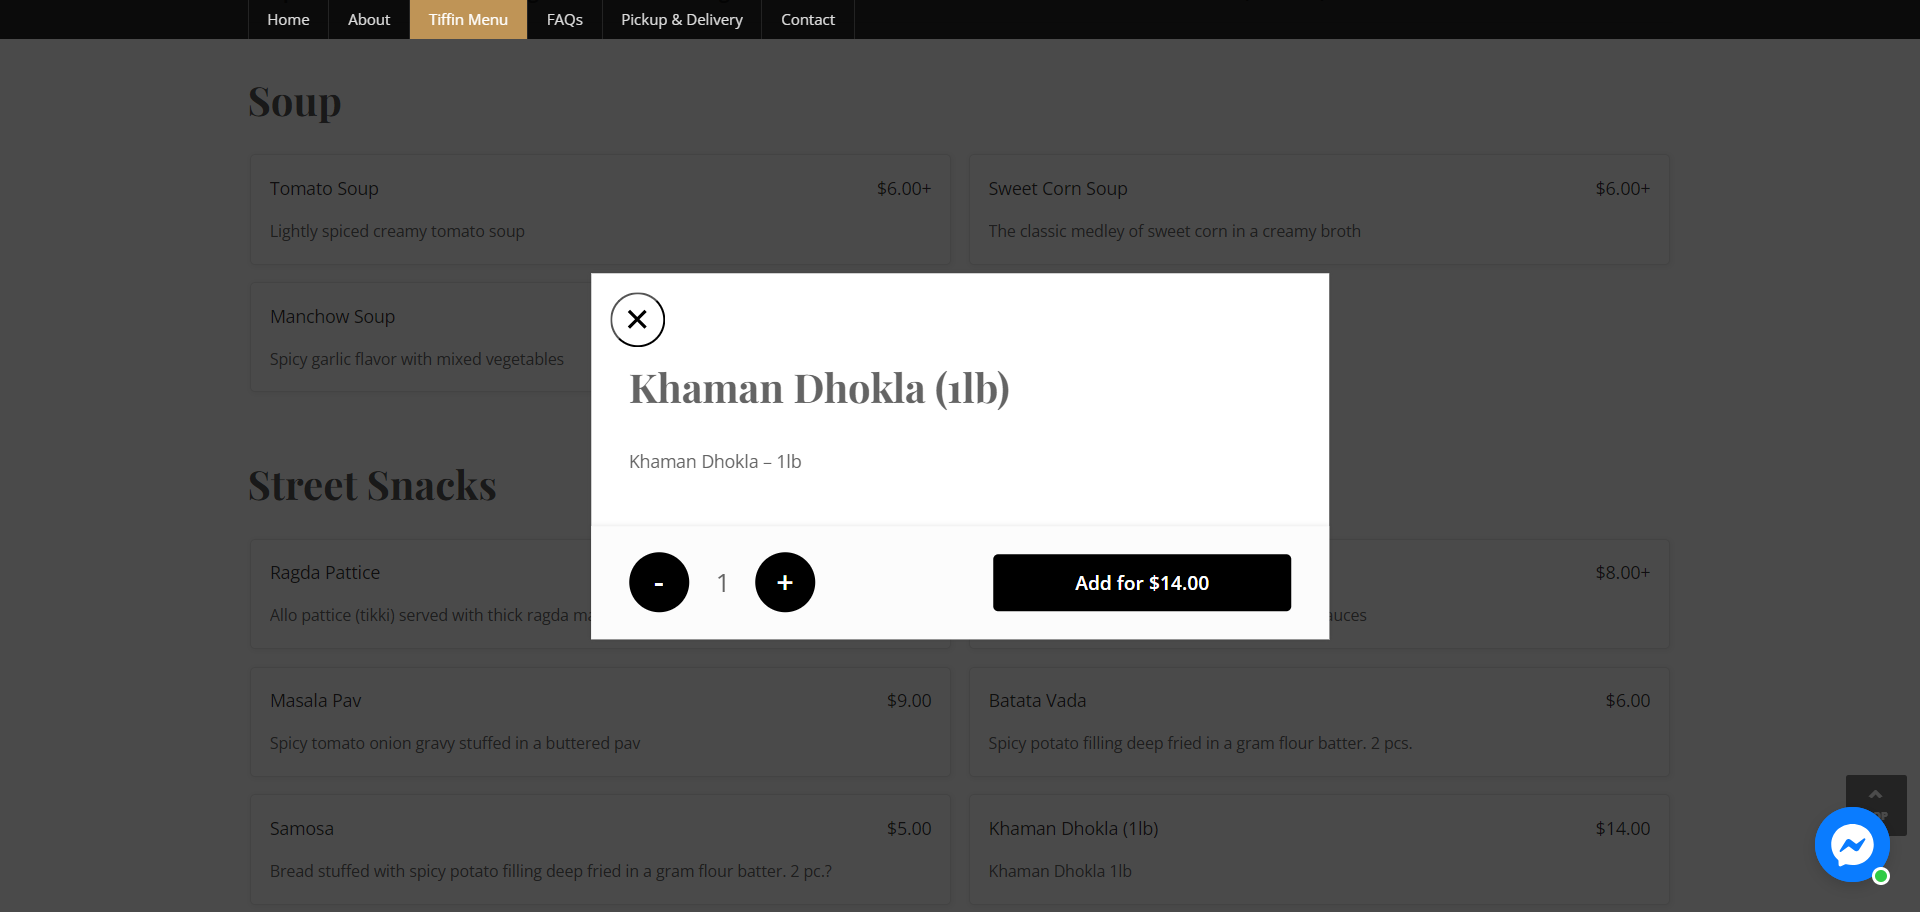 Home About Tiffin Menu FAQs Pickup & Delivery Contact
Soup
Tomato Soup $6.00+
Lightly spiced creamy tomato soup
Sweet Corn Soup $6.00+
The classic medley of sweet corn in a creamy broth
Manchow Soup
Spicy garlic flavor with mixed vegetables
Khaman Dhokla (1lb)
Khaman Dhokla – 1lb
- 1 +
Add for $14.00
Street Snacks
Ragda Pattice
Allo pattice (tikki) served with thick ragda
$8.00+
Masala Pav $9.00
Spicy tomato onion gravy stuffed in a buttered pav
Batata Vada $6.00
Spicy potato filling deep fried in a gram flour batter. 2 pcs.
Samosa $5.00
Bread stuffed with spicy potato filling deep fried in a gram flour batter. 2 pc.?
Khaman Dhokla (1lb) $14.00
Khaman Dhokla 1lb